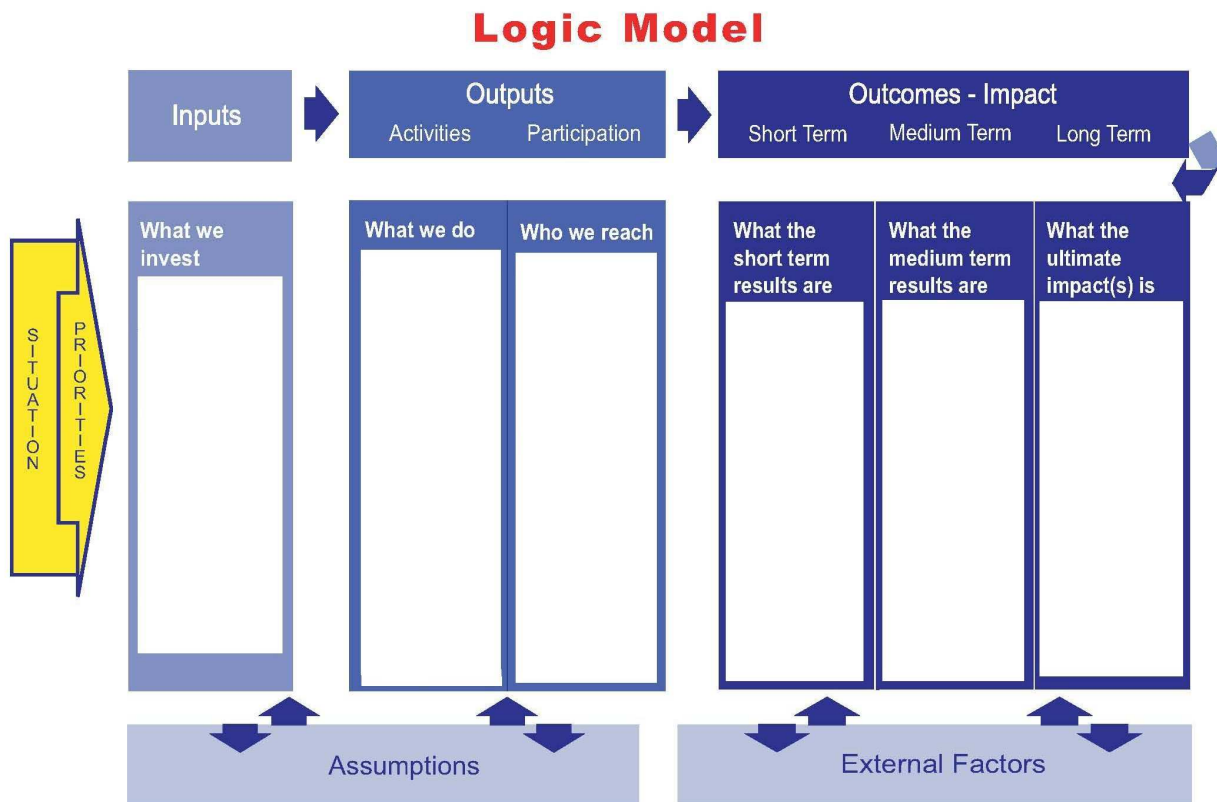 Logic Model
Inputs
Outputs
Activities
Participation
Outcomes - Impact
Short Term
Medium Term
Long Term
SITUATION
PRIORITIES
What we
invest
What we do
Who we reach
What the
short term
results are
What the
medium term
results are
What the
ultimate
impact(s) is
Assumptions
External Factors